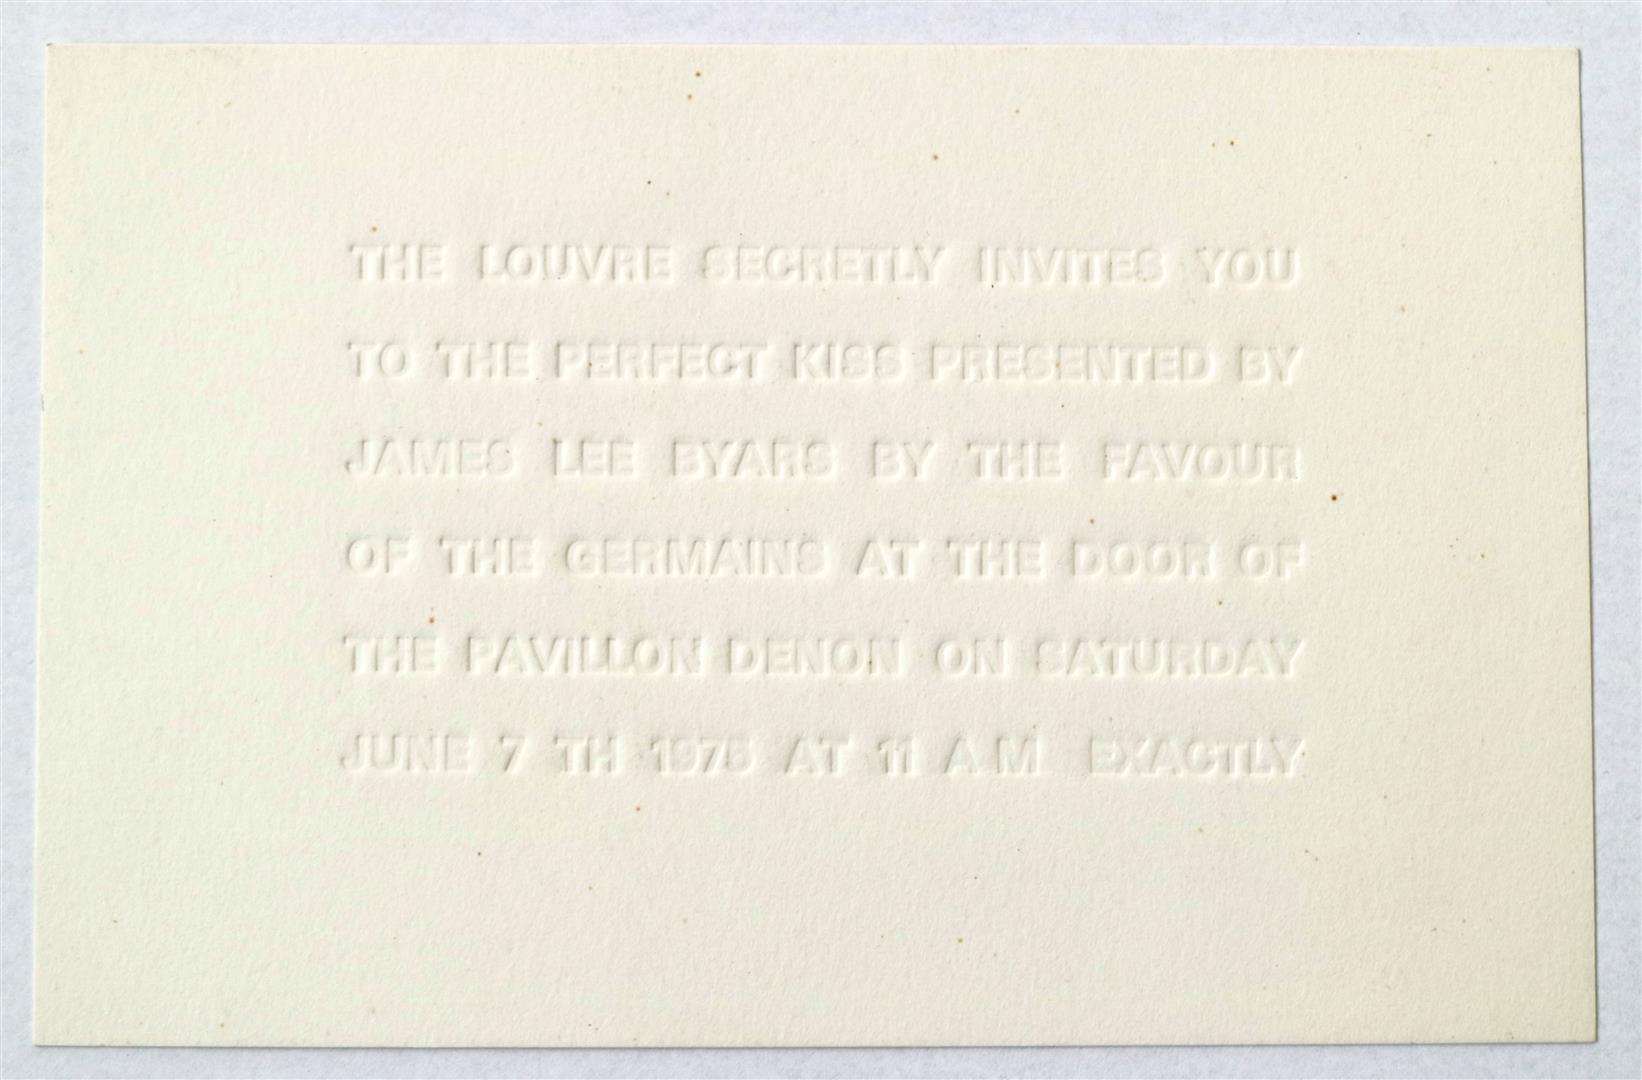 THE LOUVRE SECRETLY INVITES YOU
TO THE PERFECT KISS PRESENTED BY
JAMES LEE BYARS BY THE FAVOUR
OF THE GERMAINS AT THE DOOR OF
THE PAVILLON DENON ON SATURDAY
JUNE 7 TH 1975 AT 11 A M EXACTLY